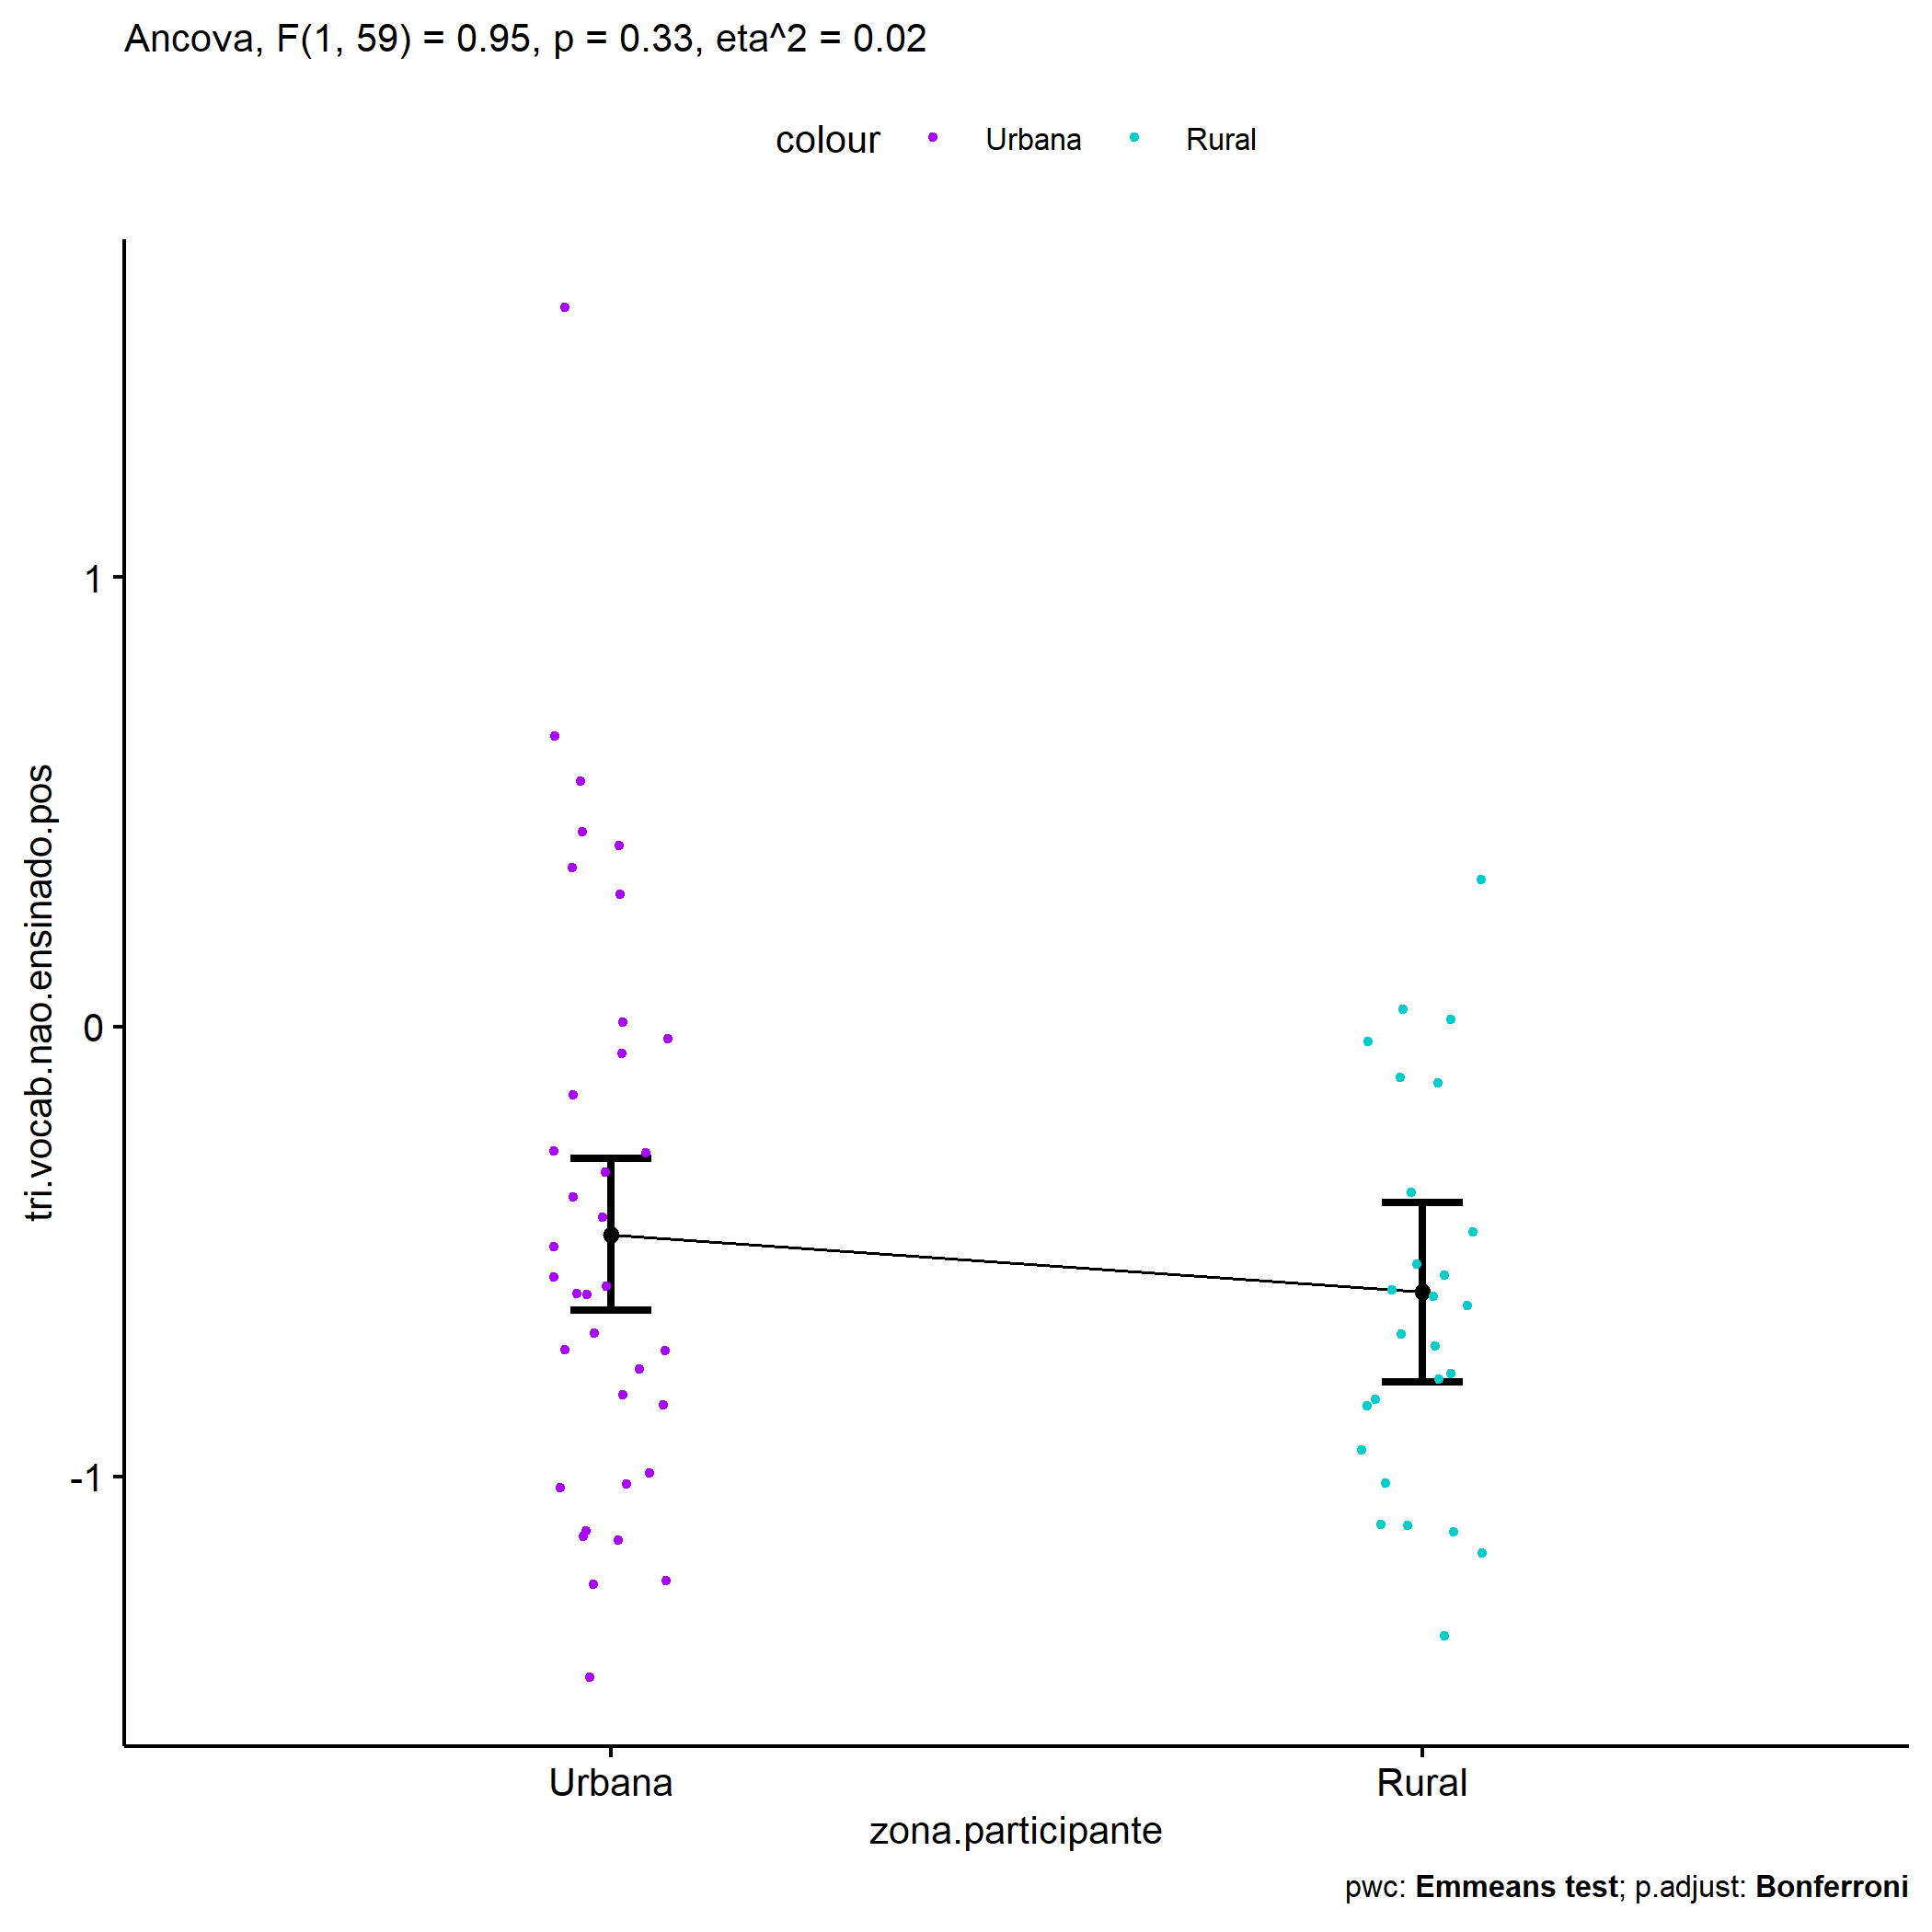 Ancova, F(1, 59) = 0.95, p = 0.33, eta^2 = 0.02
colour Urbana Rural
tri.vocab.nao.ensinado.pos
1
0
-1
Urbana Rural
zona.participante
pwc: Emmeans test; p.adjust: Bonferroni